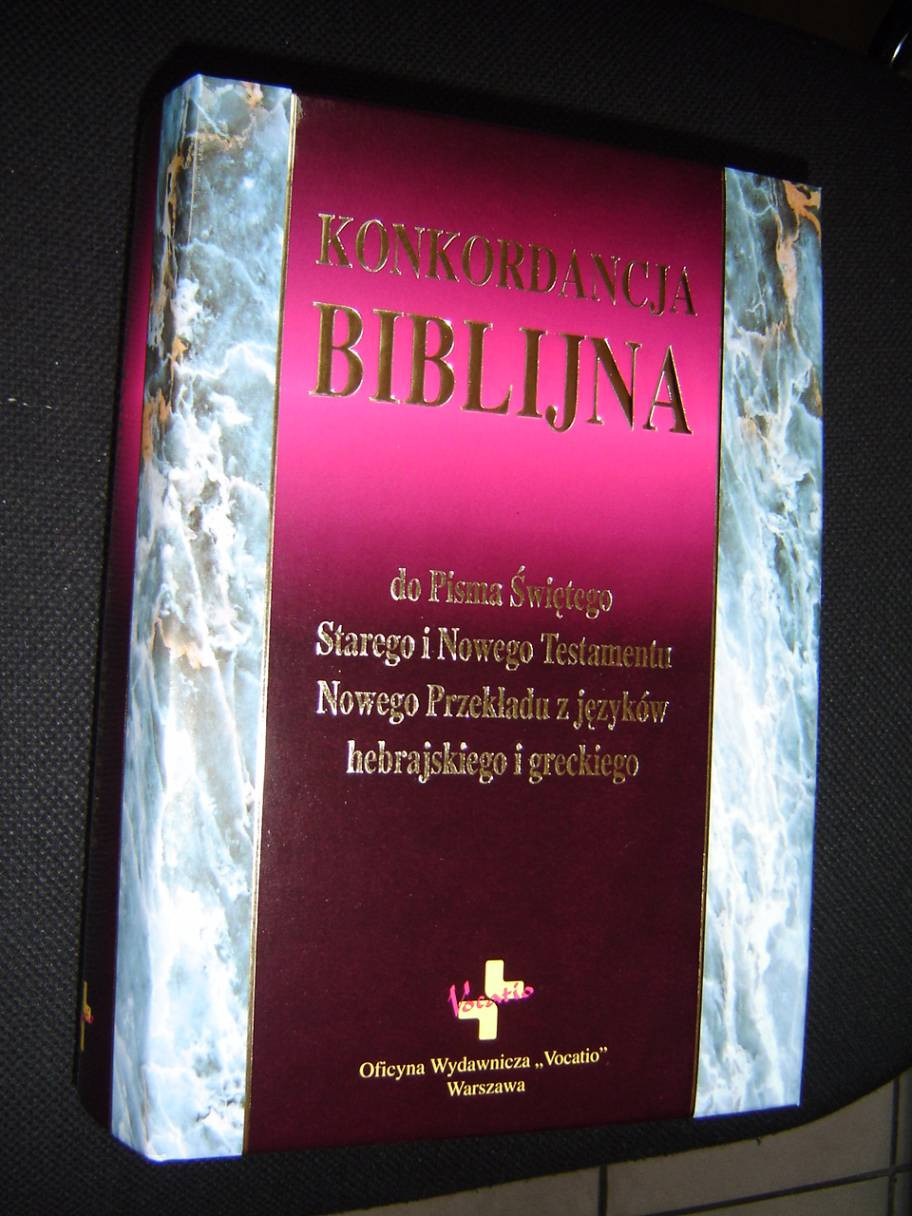 KONKORDANCJA
BIBLIJNA
do Pisma Świętego
Starego i Nowego Testamentu
Nowego Przekładu z języków
hebrajskiego i greckiego
Vocatio
Oficyna Wydawnicza „Vocatio”
Warszawa